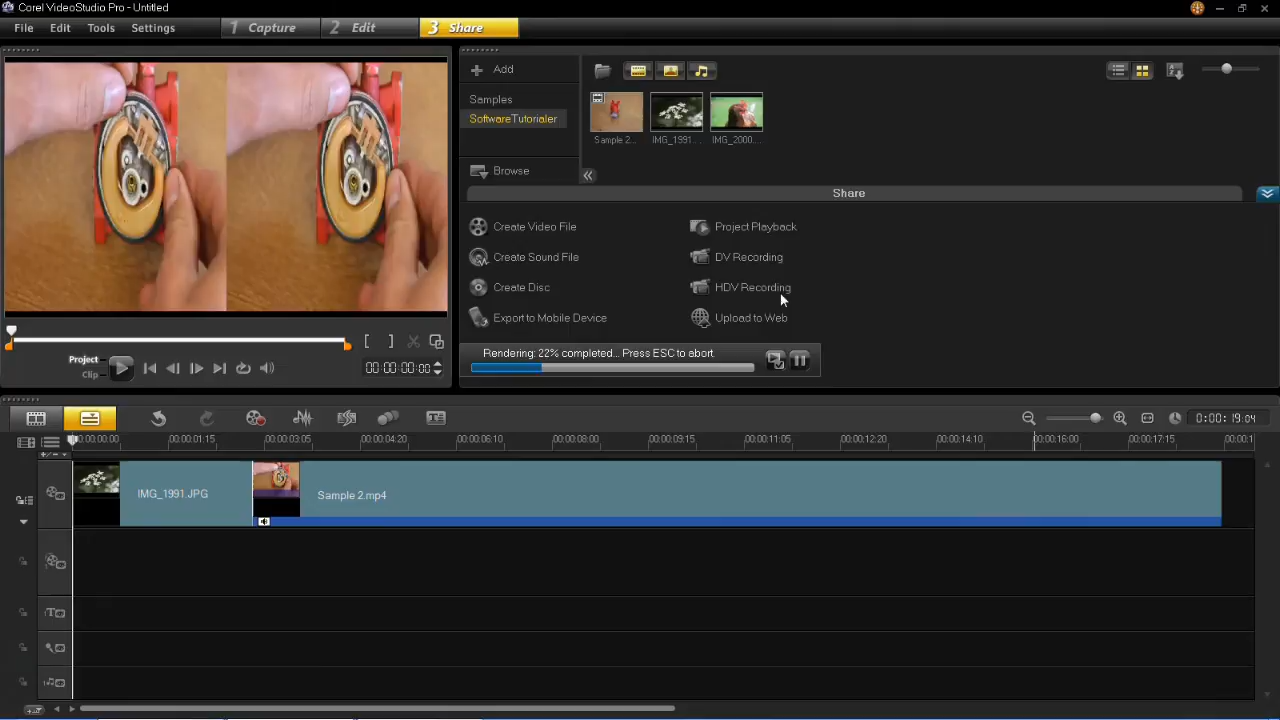 Corel VideoStudio Pro - Untitled
File Edit Tools Settings 1 Capture 2 Edit 3 Share
Add
Samples
SoftwareTutorialer
Browse
Sample 2... IMG_1991... IMG_2000....
Share
Create Video File Project Playback
Create Sound File DV Recording
Create Disc HDV Recording
Export to Mobile Device Upload to Web
Rendering: 22% completed... Press ESC to abort.
Project
Clip
[ ]
00:00:00:00
0:00:19:04
00:00:00:00 00:00:01:15 00:00:03:05 00:00:04:20 00:00:06:10 00:00:08:00 00:00:09:15 00:00:11:05 00:00:12:20 00:00:14:10 00:00:16:00 00:00:17:15 00:00:1
IMG_1991.JPG
Sample 2.mp4